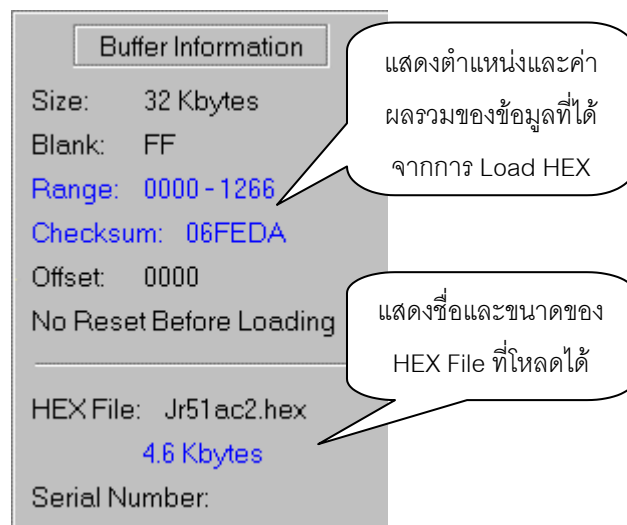 Buffer Information
Size: 32 Kbytes
Blank: FF
Range: 0000 - 1266
Checksum: 06FEDA
Offset: 0000
No Reset Before Loading
แสดงตำแหน่งและค่า
ผลรวมของข้อมูลที่ได้
จากการ Load HEX
HEX File: Jr51ac2.hex
4.6 Kbytes
Serial Number:
แสดงชื่อและขนาดของ
HEX File ที่โหลดได้